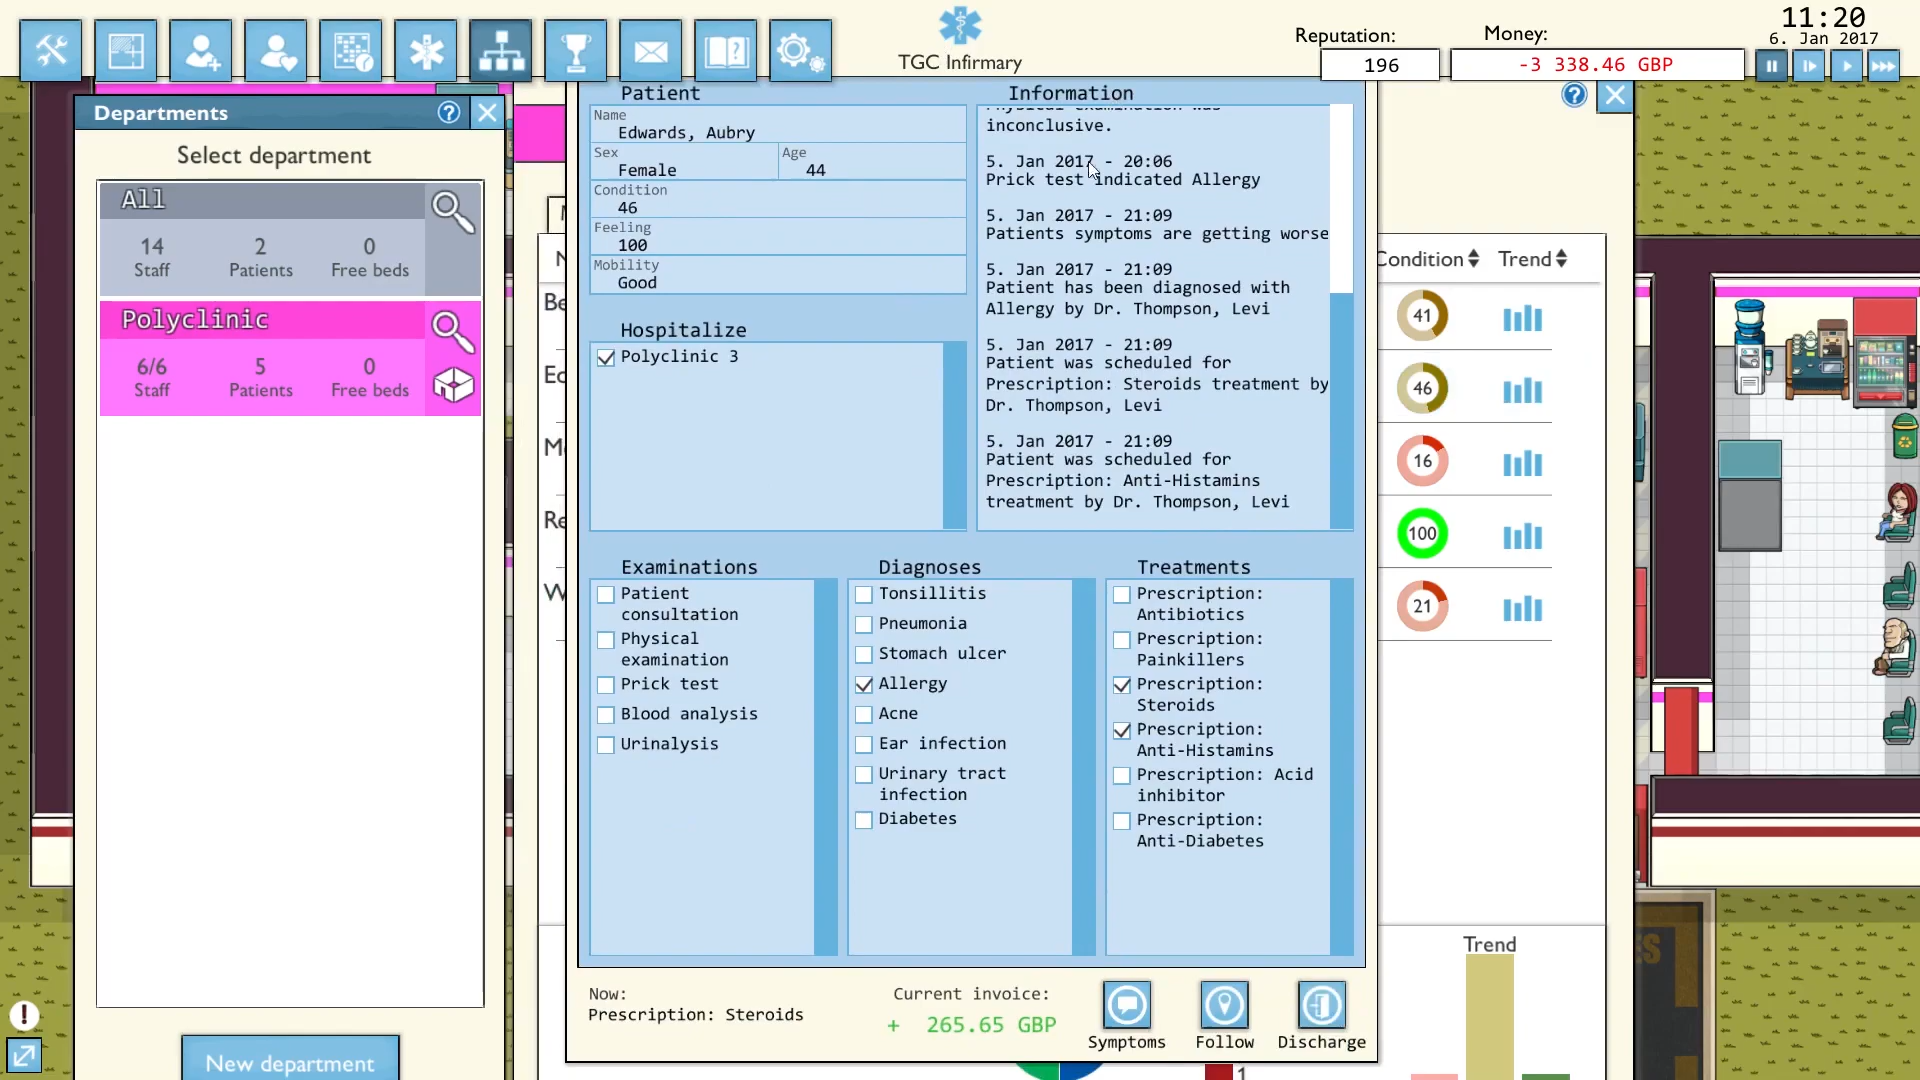 TGC Infirmary
Reputation:
196
Money:
-3 338.46 GBP
11:20
6. Jan 2017
Departments
Select department
All
14
Staff
2
Patients
0
Free beds
Polyclinic
6/6
Staff
5
Patients
0
Free beds
New department
Patient
Name
Edwards, Aubry
Sex
Female
Age
44
Condition
46
Feeling
100
Mobility
Good
Hospitalize
Polyclinic 3
Information
Physical examination was
inconclusive.
5. Jan 2017 - 20:06
Prick test indicated Allergy
5. Jan 2017 - 21:09
Patients symptoms are getting worse
5. Jan 2017 - 21:09
Patient has been diagnosed with
Allergy by Dr. Thompson, Levi
5. Jan 2017 - 21:09
Patient was scheduled for
Prescription: Steroids treatment by
Dr. Thompson, Levi
5. Jan 2017 - 21:09
Patient was scheduled for
Prescription: Anti-Histamins
treatment by Dr. Thompson, Levi
Examinations
Patient
consultation
Physical
examination
Prick test
Blood analysis
Urinalysis
Diagnoses
Tonsillitis
Pneumonia
Stomach ulcer
Allergy
Acne
Ear infection
Urinary tract
infection
Diabetes
Treatments
Prescription:
Antibiotics
Prescription:
Painkillers
Prescription:
Steroids
Prescription:
Anti-Histamins
Prescription: Acid
inhibitor
Prescription:
Anti-Diabetes
Now:
Prescription: Steroids
Current invoice:
+ 265.65 GBP
Symptoms
Follow
Discharge
Condition
Trend
41
46
16
100
21
Trend
1